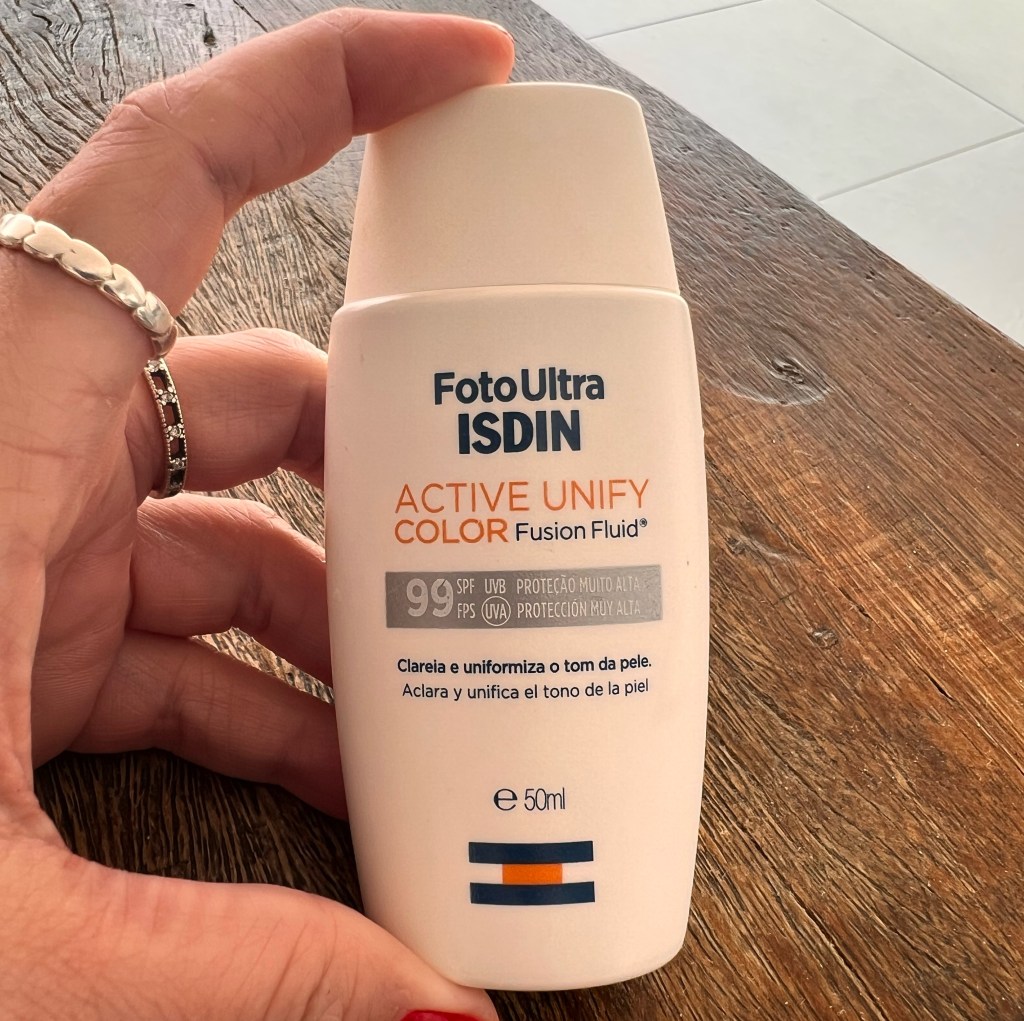 FotoUltra
ISDIN
ACTIVE UNIFY
COLOR Fusion Fluid®
99 SPF UVB PROTEÇÃO MUITO ALTA
FPS UVA PROTECCIÓN MUY ALTA
Clareia e uniformiza o tom da pele.
Aclara y unifica el tono de la piel
℮ 50ml